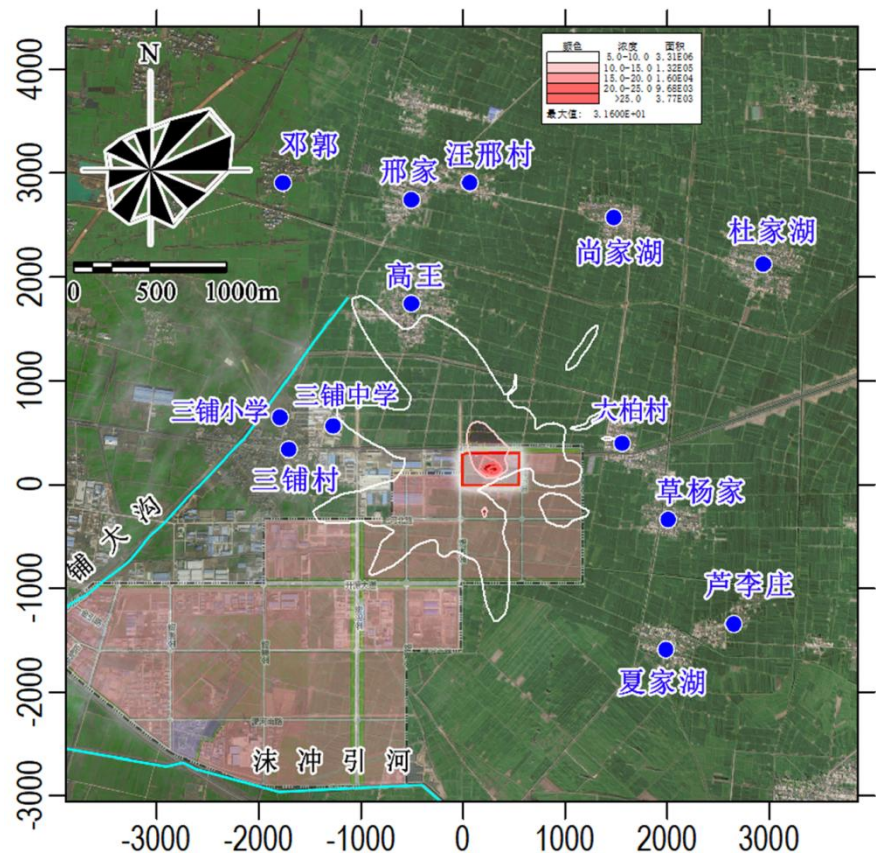 4000
3000
2000
1000
0
-1000
-2000
-3000
N
颜色 浓度 面积
5.0-10.0 3.31E06
10.0-15.0 1.32E05
15.0-20.0 1.60E04
20.0-25.0 9.68E03
>25.0 3.77E03
最大值: 3.1600E+01
邓郭
邢家
汪邢村
尚家湖
杜家湖
0 500 1000m
高王
三铺小学
三铺中学
大柏村
三铺村
草杨家
铺大沟
芦李庄
夏家湖
沫冲引河
-3000 -2000 -1000 0 1000 2000 3000